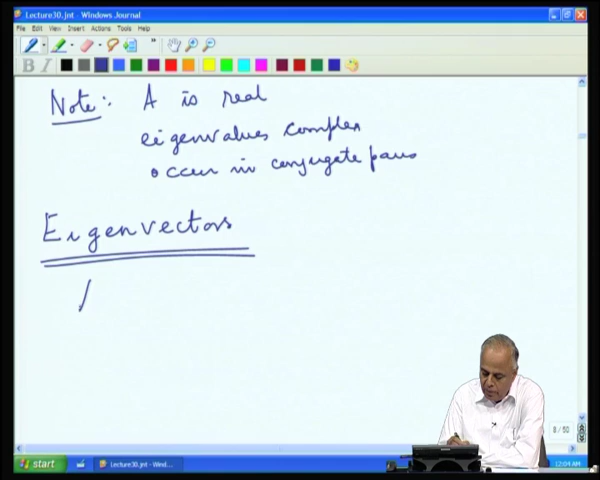 Lecture30.jnt - Windows Journal
File Edit View Insert Actions Tools Help
B I
Note: A is real
eigenvalues complex
occur in conjugate pairs
Eigenvectors
8 / 50
start
Lecture30.jnt - Wind...
12:04 AM